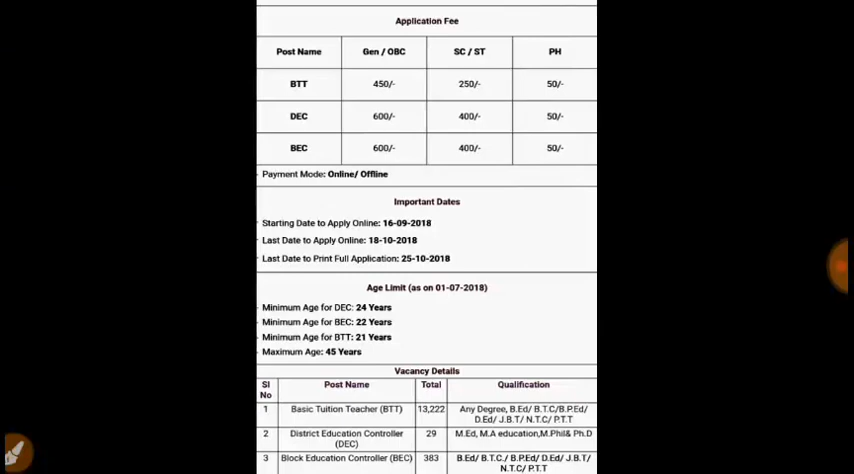 Application Fee
Post Name Gen / OBC SC / ST PH
BTT 450/- 250/- 50/-
DEC 600/- 400/- 50/-
BEC 600/- 400/- 50/-
Payment Mode: Online/ Offline
Important Dates
Starting Date to Apply Online: 16-09-2018
Last Date to Apply Online: 18-10-2018
Last Date to Print Full Application: 25-10-2018
Age Limit (as on 01-07-2018)
Minimum Age for DEC: 24 Years
Minimum Age for BEC: 22 Years
Minimum Age for BTT: 21 Years
Maximum Age: 45 Years
Vacancy Details
Sl No Post Name Total Qualification
1 Basic Tuition Teacher (BTT) 13,222 Any Degree, B.Ed/ B.T.C/B.P.Ed/
D.Ed/ J.B.T/ N.T.C/ P.T.T
2 District Education Controller (DEC) 29 M.Ed, M.A education,M.Phil& Ph.D
3 Block Education Controller (BEC) 383 B.Ed/ B.T.C./ B.P.Ed/ D.Ed/ J.B.T/
N.T.C/ P.T.T